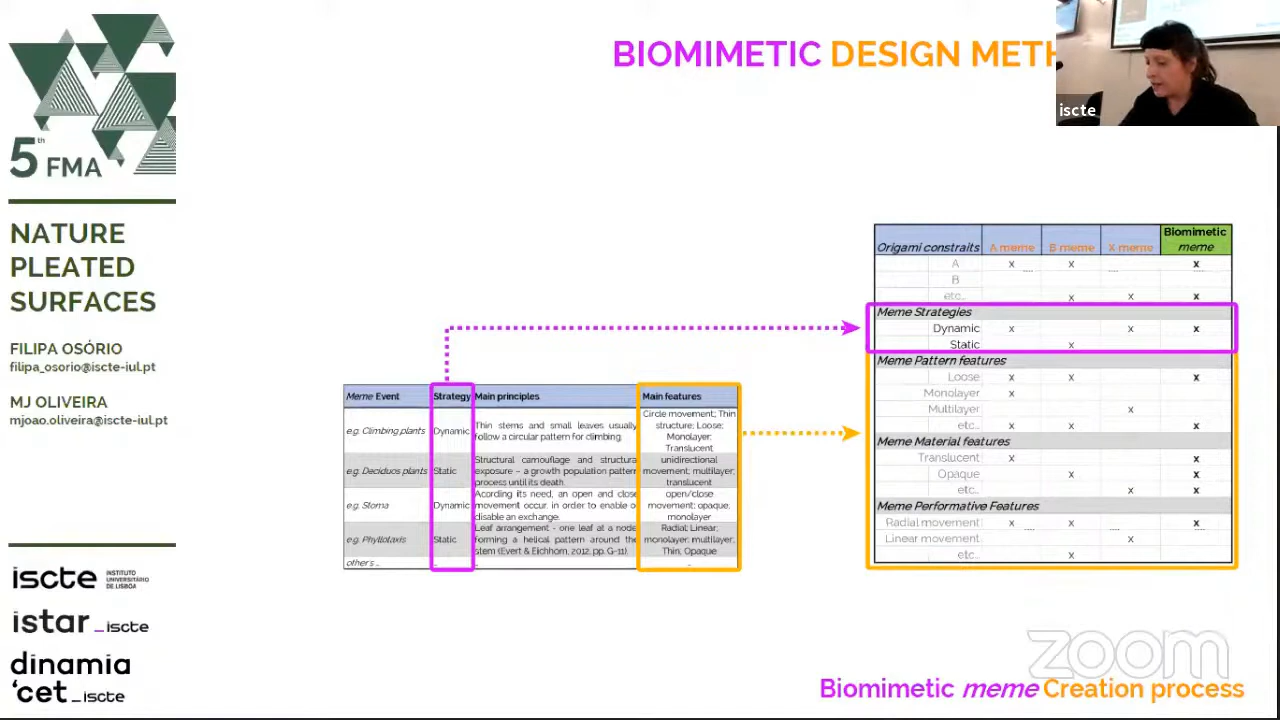 BIOMIMETIC DESIGN METH
iscte
5th FMA
NATURE
PLEATED
SURFACES
FILIPA OSÓRIO
filipa_osorio@iscte-iul.pt
MJ OLIVEIRA
mjoao.oliveira@iscte-iul.pt
iscte INSTITUTO
UNIVERSITÁRIO
DE LISBOA
istar_iscte
dinamia
'cet_iscte
Meme Event Strategy Main principles Main features
e.g. Climbing plants Dynamic Thin stems and small leaves usually
follow a circular pattern for climbing.
Circle movement; Thin
structure; Loose;
Monolayer;
Translucent
e.g. Deciduos plants Static Structural camouflage and structural
exposure – a growth population pattern
process until its death.
unidirectional
movement; multilayer;
translucent
e.g. Stoma Dynamic Acording its need, an open and close
movement occur, in order to enable or
disable an exchange.
open/close
movement; opaque,
monolayer
e.g. Phyllotaxis Static Leaf arrangement - one leaf at a node
forming a helical pattern around the
stem (Evert & Eichhorn, 2012, pp. G-11).
Radial; Linear;
monolayer; multilayer;
Thin; Opaque
others ..
Origami constraits A meme B meme X meme Biomimetic
meme
A x x x
B
etc.. x x x
Meme Strategies
Dynamic x x x
Static x
Meme Pattern features
Loose x x x
Monolayer x
Multilayer x
etc.. x x x
Meme Material features
Translucent x x
Opaque x x
etc.. x x
Meme Performative Features
Radial movement x x x
Linear movement x
etc.. x
zoom
Biomimetic meme Creation process